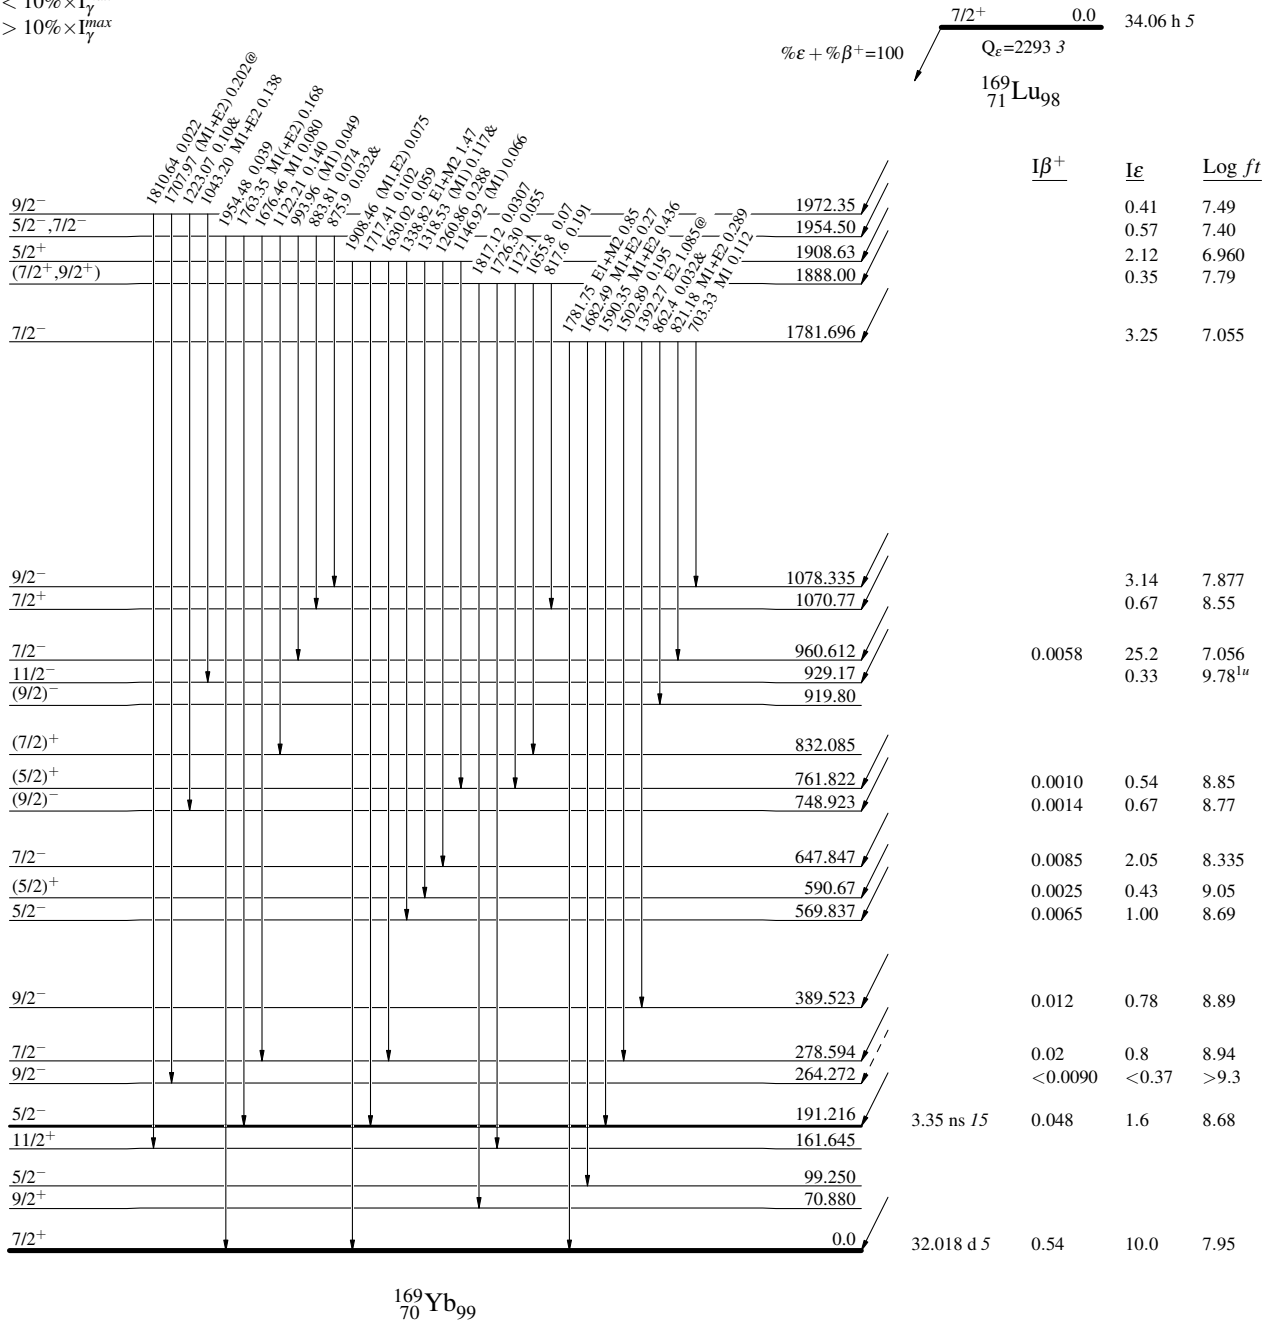 < 10%×Iγ
> 10%×Iγmax
7/2+ 0.0 34.06 h 5
%ε + %β+=100 Qε=2293 3
169 71 Lu 98
1810.64 0.022
1707.97 (M1+E2) 0.202@
1223.07 0.10&
1043.20 M1+E2 0.138
1954.48 0.039
1763.35 M1(+E2) 0.168
1676.46 M1 0.080
1122.21 0.140
993.96 (M1) 0.049
883.81 0.074
875.9 0.032&
1908.46 (M1,E2) 0.075
1717.41 0.102
1630.02 0.059
1338.82 E1+M2 1.47
1318.53 (M1) 0.117&
1260.86 0.288
1146.92 (M1) 0.066
1817.12 0.0307
1726.30 0.055
1127.1
1055.8 0.07
817.6 0.191
1781.75 E1+M2 0.85
1682.49 M1+E2 0.27
1590.35 M1+E2 0.436
1502.89 0.195
1392.27 E2 1.085@
862.4 0.032&
821.18 M1+E2 0.289
703.33 M1 0.112
Iβ+ Iε Log ft
9/2− 1972.35 0.41 7.49
5/2−,7/2− 1954.50 0.57 7.40
5/2+ 1908.63 2.12 6.960
(7/2+,9/2+) 1888.00 0.35 7.79
7/2− 1781.696 3.25 7.055
9/2− 1078.335 3.14 7.877
7/2+ 1070.77 0.67 8.55
7/2− 960.612 0.0058 25.2 7.056
11/2− 929.17 0.33 9.78 1u
(9/2)− 919.80
(7/2)+ 832.085
(5/2)+ 761.822 0.0010 0.54 8.85
(9/2)− 748.923 0.0014 0.67 8.77
7/2− 647.847 0.0085 2.05 8.335
(5/2)+ 590.67 0.0025 0.43 9.05
5/2− 569.837 0.0065 1.00 8.69
9/2− 389.523 0.012 0.78 8.89
7/2− 278.594 0.02 0.8 8.94
9/2− 264.272 <0.0090 <0.37 >9.3
5/2− 191.216 3.35 ns 15 0.048 1.6 8.68
11/2+ 161.645
5/2− 99.250
9/2+ 70.880
7/2+ 0.0 32.018 d 5 0.54 10.0 7.95
169 70 Yb 99